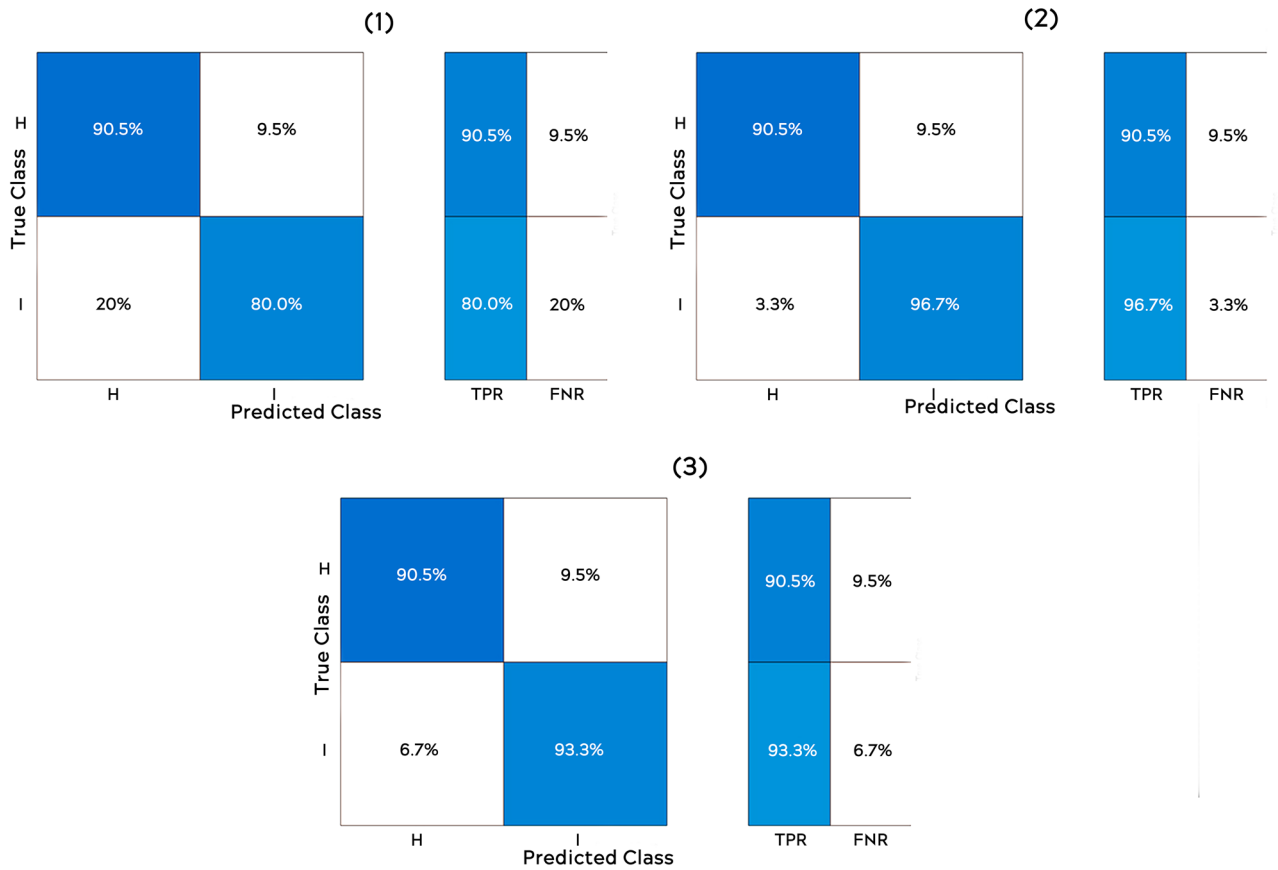 (1)
H
90.5%
9.5%
90.5%
9.5%
True Class
I
20%
80.0%
80.0%
20%
H
I
TPR
FNR
Predicted Class
(2)
H
90.5%
9.5%
90.5%
9.5%
True Class
I
3.3%
96.7%
96.7%
3.3%
H
I
TPR
FNR
Predicted Class
(3)
H
90.5%
9.5%
90.5%
9.5%
True Class
I
6.7%
93.3%
93.3%
6.7%
H
I
TPR
FNR
Predicted Class